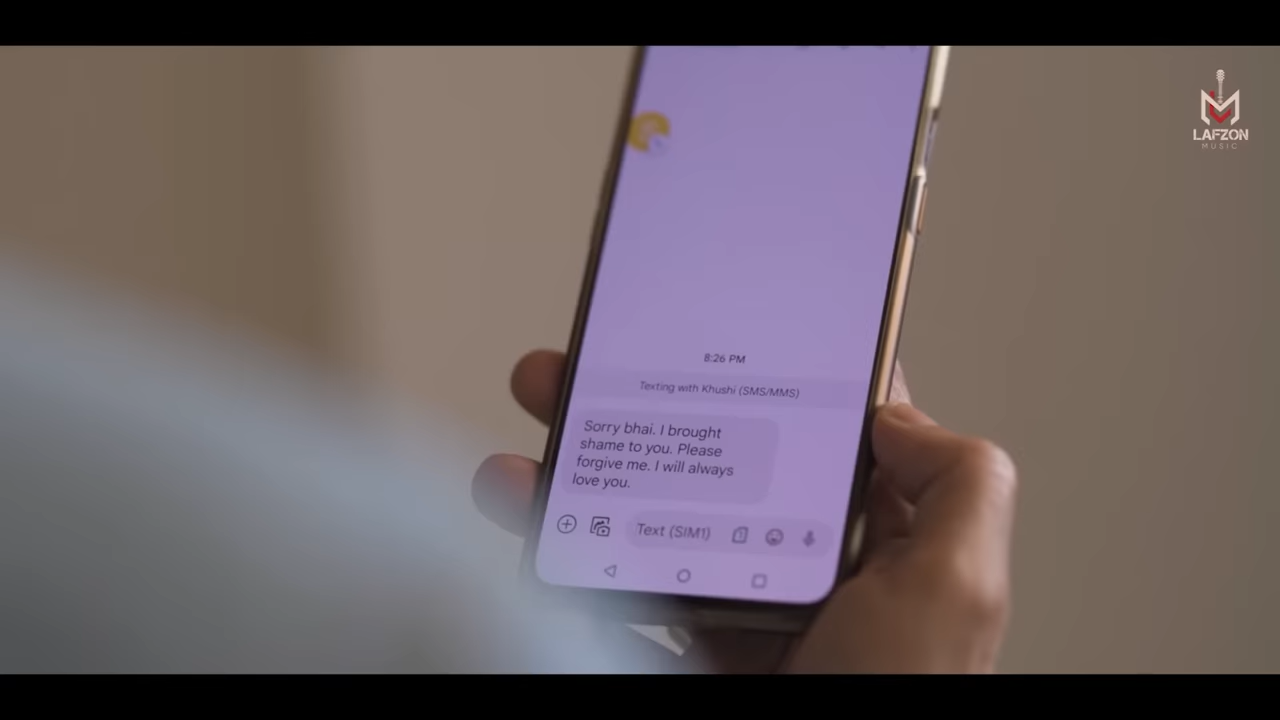 LAFZON
MUSIC
8:26 PM
Texting with Khushi (SMS/MMS)
Sorry bhai. I brought
shame to you. Please
forgive me. I will always
love you.
Text (SIM1)